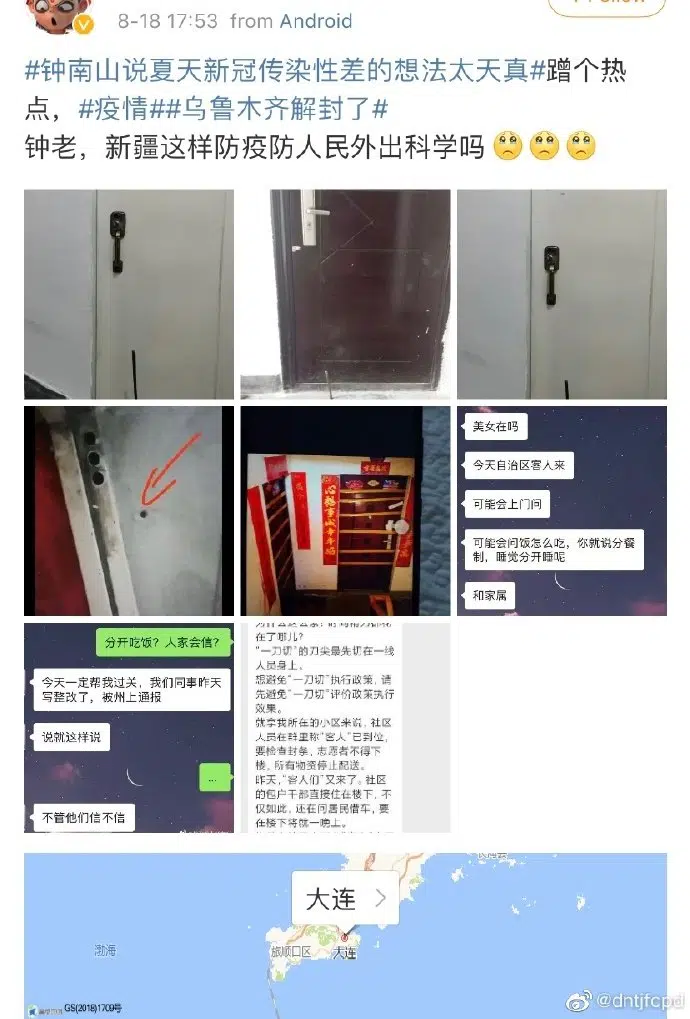 8-18 17:53 from Android
Follow
#钟南山说夏天新冠传染性差的想法太天真#蹭个热
点，#疫情##乌鲁木齐解封了#
钟老，新疆这样防疫防人民外出科学吗
美女在吗
今天自治区客人来
可能会上门问
可能会问饭怎么吃，你就说分餐
制，睡觉分开睡呢
和家属
分开吃饭？人家会信？
今天一定帮我过关，我们同事昨天
写整改了，被州上通报
说就这样说
...
不管他们信不信
在了哪儿？
“一刀切”的刀尖最先切在一线
人员身上。
想避免“一刀切”执行政策，请
先避免“一刀切”评价政策执行
效果。
就拿我所在的小区来说，社区
人员在群里称“客人”已到位，
要检查封条，志愿者不得下
楼，所有物资停止配送。
昨天，“客人们”又来了。社区
的包户干部直接住在楼下，不
仅如此，还在问居民借车，要
在楼下将就一晚上。
大连
渤海
旅顺口区
大连
GS(2018)1709号
@dntjfcpd